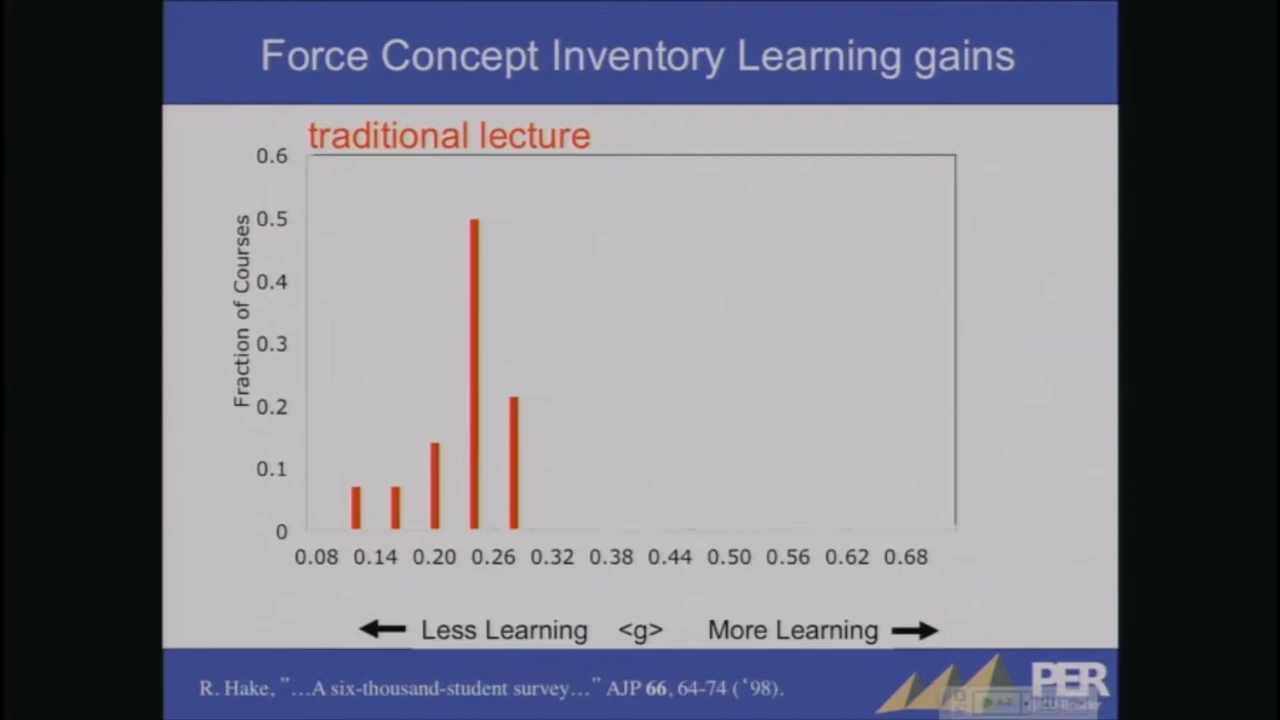 Force Concept Inventory Learning gains
traditional lecture
Fraction of Courses
0.6
0.5
0.4
0.3
0.2
0.1
0
0.08 0.14 0.20 0.26 0.32 0.38 0.44 0.50 0.56 0.62 0.68
Less Learning <g> More Learning
R. Hake, ”…A six-thousand-student survey…” AJP 66, 64-74 (‘98).
PER